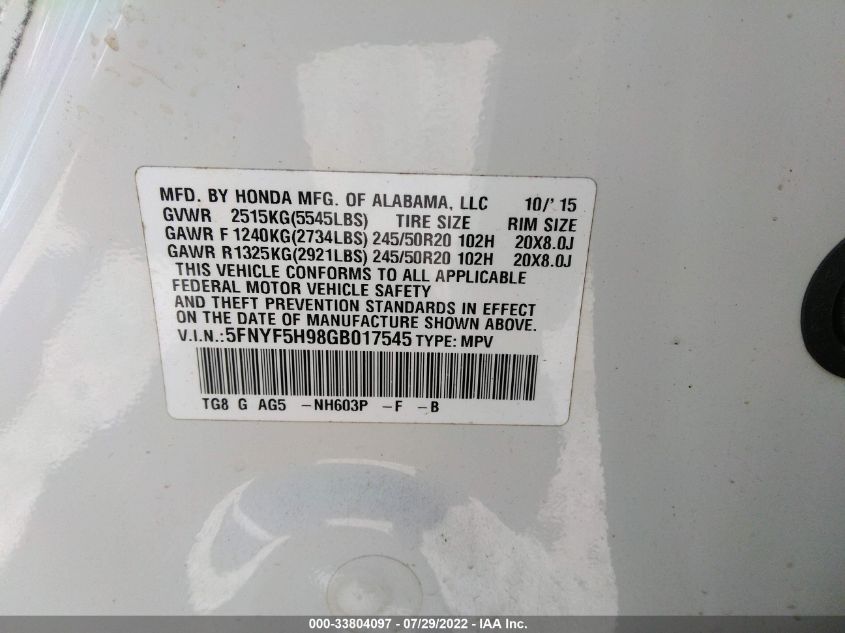 MFD. BY HONDA MFG. OF ALABAMA, LLC 10/'15
GVWR 2515KG(5545LBS) TIRE SIZE RIM SIZE
GAWR F 1240KG(2734LBS) 245/50R20 102H 20X8.0J
GAWR R 1325KG(2921LBS) 245/50R20 102H 20X8.0J
THIS VEHICLE CONFORMS TO ALL APPLICABLE
FEDERAL MOTOR VEHICLE SAFETY
AND THEFT PREVENTION STANDARDS IN EFFECT
ON THE DATE OF MANUFACTURE SHOWN ABOVE.
V.I.N.:5FNYF5H98GB017545 TYPE: MPV
TG8 G AG5 -NH603P -F -B
000-33804097 - 07/29/2022 - IAA Inc.